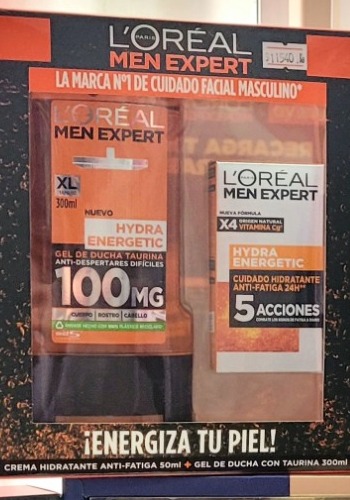 L'ORÉAL
PARIS
MEN EXPERT
LA MARCA Nº1 DE CUIDADO FACIAL MASCULINO*
L'ORÉAL
MEN EXPERT
XL
300ml
NUEVO
HYDRA
ENERGETIC
GEL DE DUCHA TAURINA
ANTI-DESPERTARES DIFÍCILES
100MG
CUERPO ROSTRO CABELLO
L'ORÉAL
MEN EXPERT
NUEVA FÓRMULA
X4 ORIGEN NATURAL
VITAMINA Cg*
HYDRA
ENERGETIC
CUIDADO HIDRATANTE
ANTI-FATIGA 24H**
5 ACCIONES
¡ENERGIZA TU PIEL!
CREMA HIDRATANTE ANTI-FATIGA 50ml + GEL DE DUCHA CON TAURINA 300ml